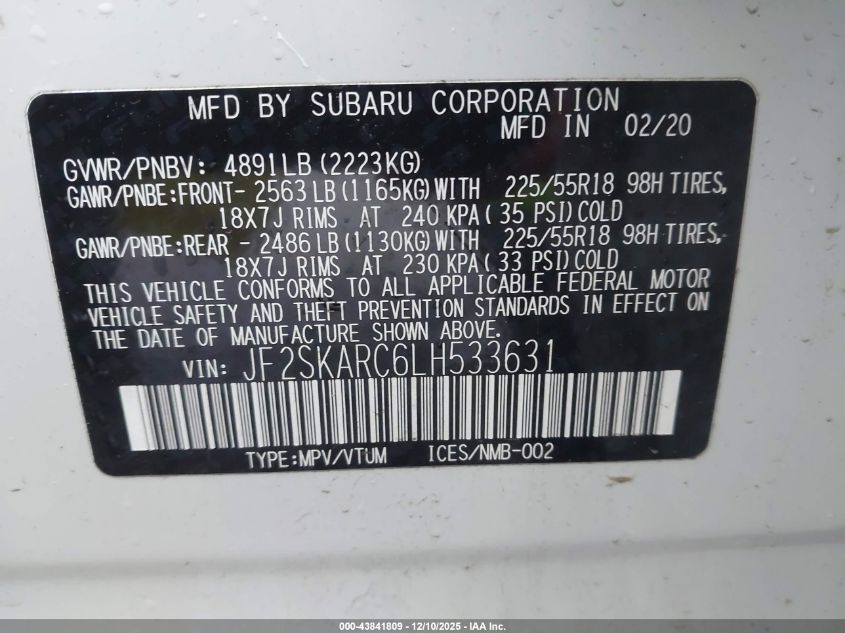 MFD BY SUBARU CORPORATION
MFD IN 02/20
GVWR/PNBV: 4891LB (2223KG)
GAWR/PNBE:FRONT- 2563LB(1165KG)WITH 225/55R18 98H TIRES,
18X7J RIMS AT 240 KPA( 35 PSI)COLD
GAWR/PNBE:REAR - 2486LB(1130KG)WITH 225/55R18 98H TIRES,
18X7J RIMS AT 230 KPA( 33 PSI)COLD
THIS VEHICLE CONFORMS TO ALL APPLICABLE FEDERAL MOTOR
VEHICLE SAFETY AND THEFT PREVENTION STANDARDS IN EFFECT ON
THE DATE OF MANUFACTURE SHOWN ABOVE.
VIN: JF2SKARC6LH533631
TYPE:MPV/VTUM ICES/NMB-002
000-43841809 - 12/10/2025 - IAA Inc.